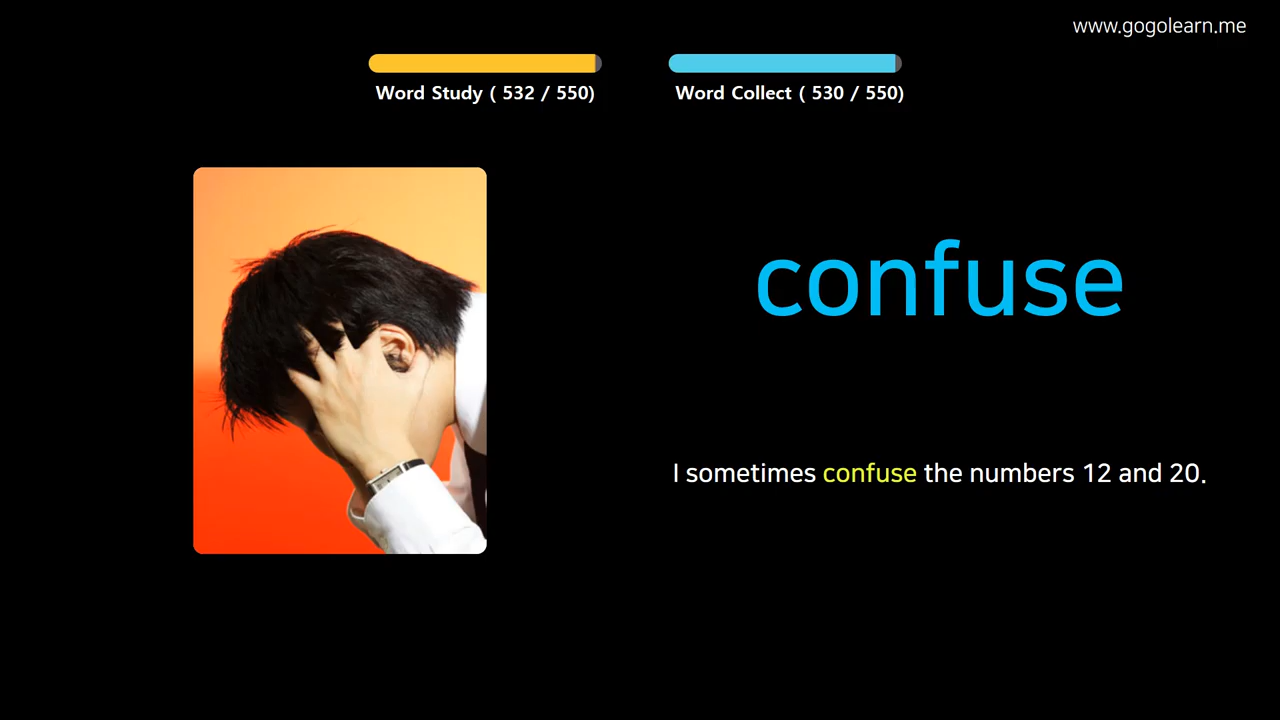 www.gogolearn.me
Word Study ( 532 / 550)
Word Collect ( 530 / 550)
confuse
I sometimes confuse the numbers 12 and 20.